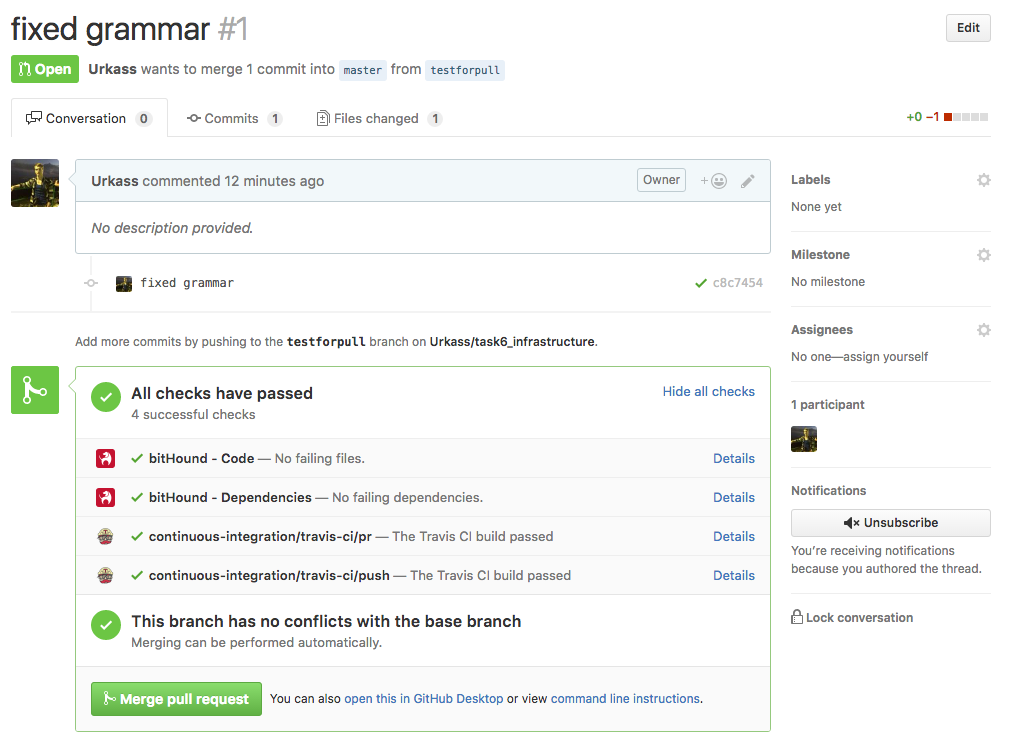 fixed grammar #1
Edit
Open Urkass wants to merge 1 commit into master from testforpull
Conversation 0 Commits 1 Files changed 1
+0 −1
Urkass commented 12 minutes ago
Owner +
No description provided.
fixed grammar
c8c7454
Add more commits by pushing to the testforpull branch on Urkass/task6_infrastructure.
All checks have passed
Hide all checks
4 successful checks
bitHound - Code — No failing files.
Details
bitHound - Dependencies — No failing dependencies.
Details
continuous-integration/travis-ci/pr — The Travis CI build passed
Details
continuous-integration/travis-ci/push — The Travis CI build passed
Details
This branch has no conflicts with the base branch
Merging can be performed automatically.
Merge pull request You can also open this in GitHub Desktop or view command line instructions.
Labels
None yet
Milestone
No milestone
Assignees
No one—assign yourself
1 participant
Notifications
Unsubscribe
You’re receiving notifications
because you authored the thread.
Lock conversation